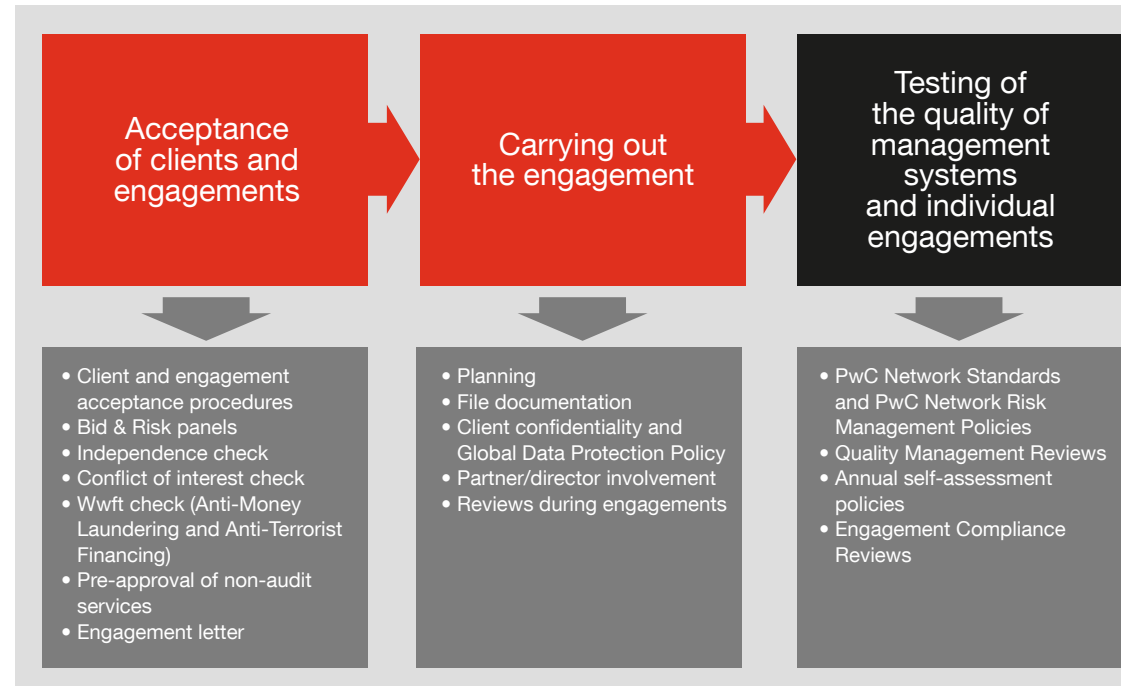 Acceptance
of clients and
engagements
Carrying out
the engagement
Testing of
the quality of
management
systems
and individual
engagements
• Client and engagement
acceptance procedures
• Bid & Risk panels
• Independence check
• Conflict of interest check
• Wwft check (Anti-Money
Laundering and Anti-Terrorist
Financing)
• Pre-approval of non-audit
services
• Engagement letter
• Planning
• File documentation
• Client confidentiality and
Global Data Protection Policy
• Partner/director involvement
• Reviews during engagements
• PwC Network Standards
and PwC Network Risk
Management Policies
• Quality Management Reviews
• Annual self-assessment
policies
• Engagement Compliance
Reviews